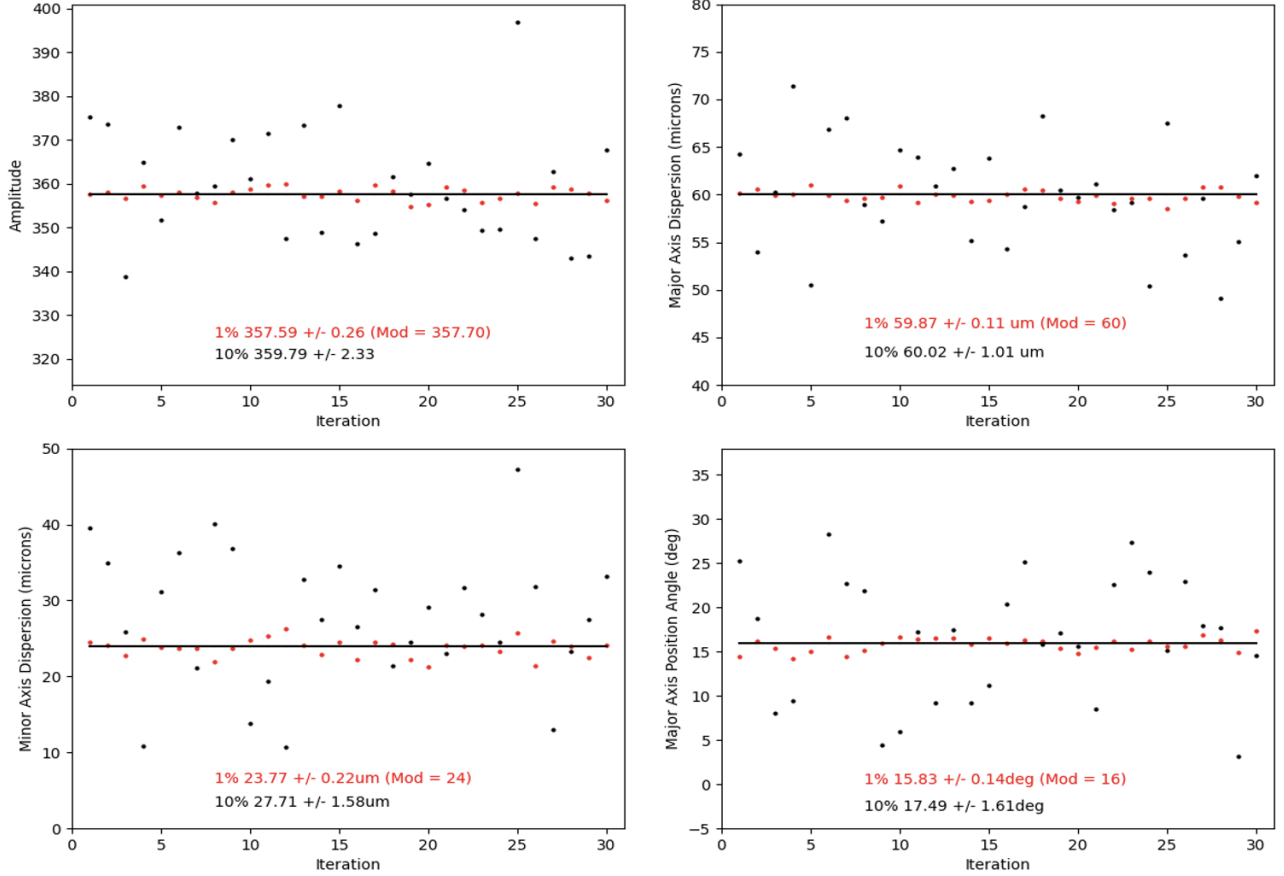 400
390
380
370
360
350
340
330
320
Amplitude
1% 357.59 +/- 0.26 (Mod = 357.70)
10% 359.79 +/- 2.33
0 5 10 15 20 25 30
Iteration
80
75
70
65
60
55
50
45
40
Major Axis Dispersion (microns)
1% 59.87 +/- 0.11 um (Mod = 60)
10% 60.02 +/- 1.01 um
0 5 10 15 20 25 30
Iteration
50
40
30
20
10
0
Minor Axis Dispersion (microns)
1% 23.77 +/- 0.22um (Mod = 24)
10% 27.71 +/- 1.58um
0 5 10 15 20 25 30
Iteration
35
30
25
20
15
10
5
0
−5
Major Axis Position Angle (deg)
1% 15.83 +/- 0.14deg (Mod = 16)
10% 17.49 +/- 1.61deg
0 5 10 15 20 25 30
Iteration